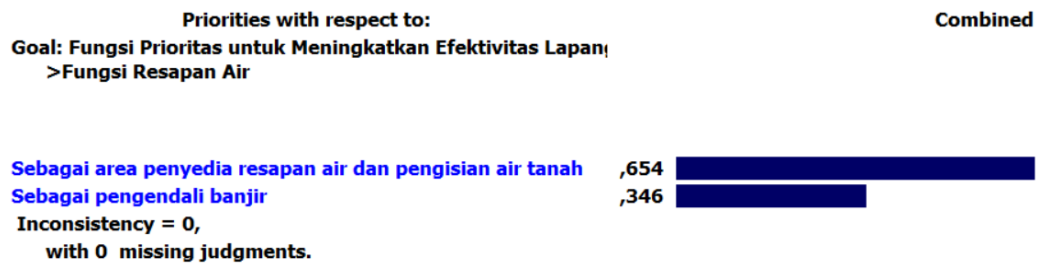 Priorities with respect to: Combined
Goal: Fungsi Prioritas untuk Meningkatkan Efektivitas Lapan
>Fungsi Resapan Air
Sebagai area penyedia resapan air dan pengisian air tanah ,654
Sebagai pengendali banjir ,346
Inconsistency = 0,
with 0 missing judgments.